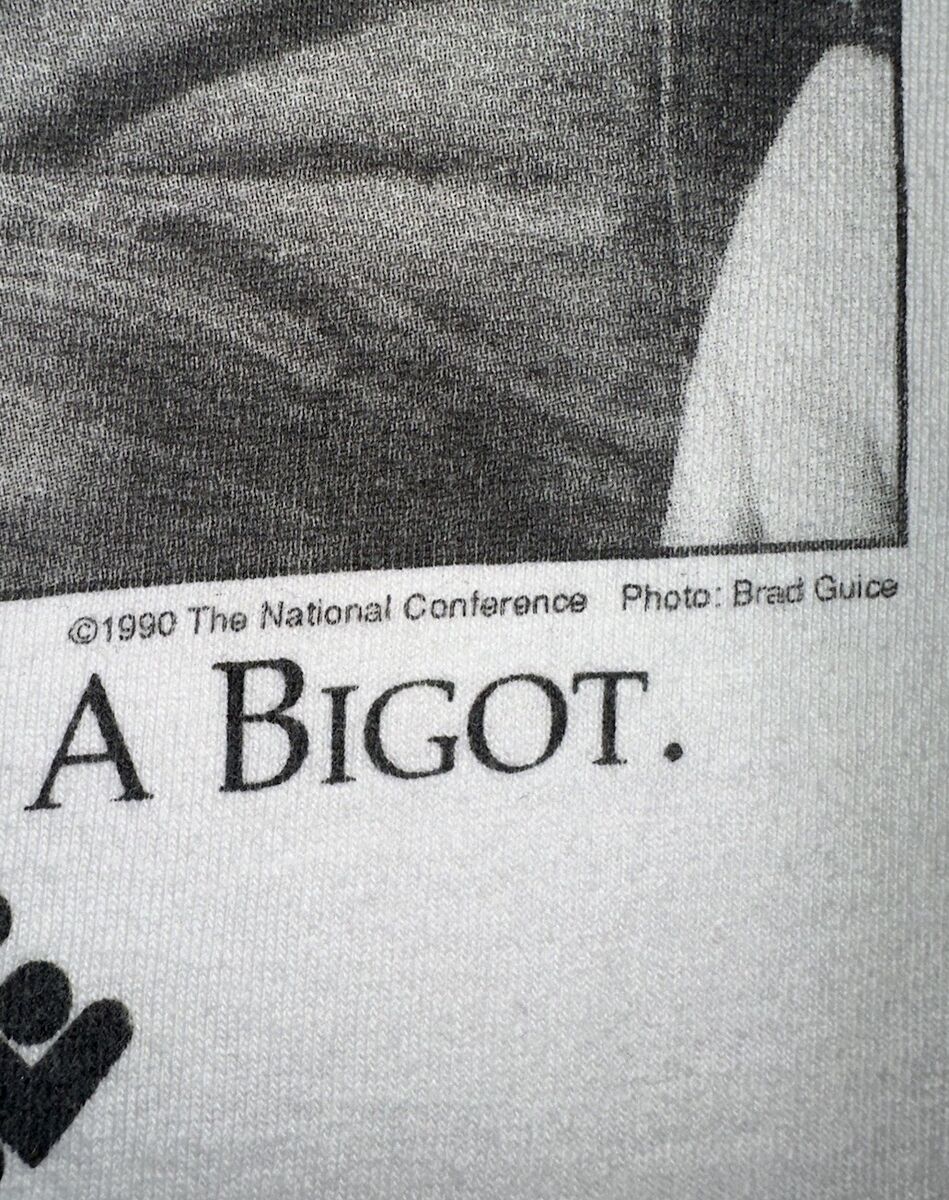 ©1990 The National Conference Photo: Brad Guice
A BIGOT.